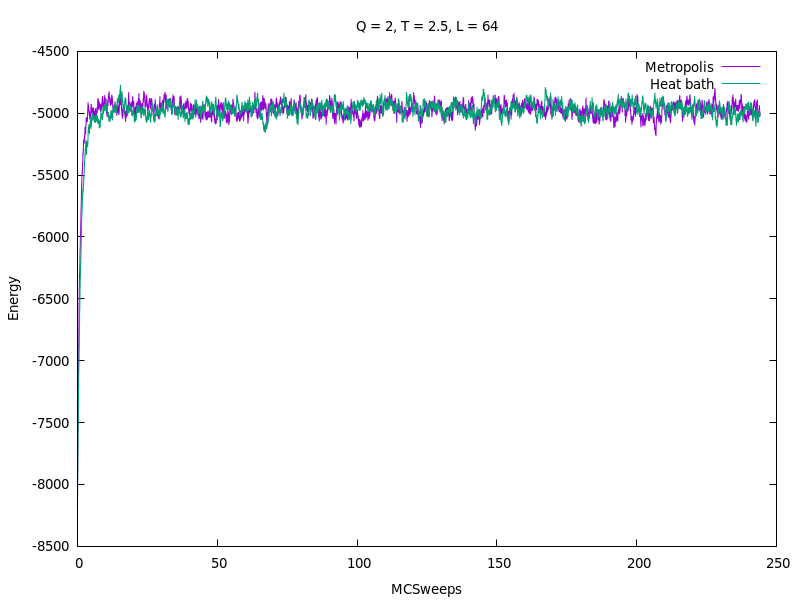 Q = 2, T = 2.5, L = 64
Metropolis
Heat bath
-4500
-5000
-5500
-6000
-6500
-7000
-7500
-8000
-8500
Energy
0 50 100 150 200 250
MCSweeps